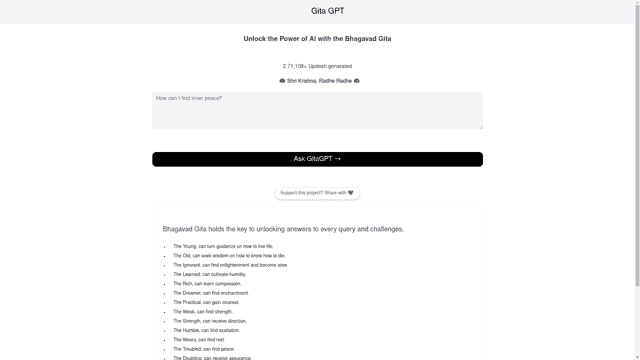 Gita GPT
Unlock the Power of AI with the Bhagavad Gita
2,71,108+ Updesh generated
Shri Krishna, Radhe Radhe
How can I find inner peace?
Ask GitaGPT →
Support this project? Share with
Bhagavad Gita holds the key to unlocking answers to every query and challenges.
• The Young, can turn guidance on how to live life.
• The Old, can seek wisdom on how to know how to die.
• The Ignorant, can find enlightenment and become wise.
• The Learned, can cultivate humility.
• The Rich, can learn compassion.
• The Dreamer, can find enchantment.
• The Practical, can gain counsel.
• The Weak, can find strength.
• The Strength, can receive direction.
• The Humble, can find exaltation.
• The Weary, can find rest.
• The Troubled, can find peace.
• The Doubting, can receive assurance.